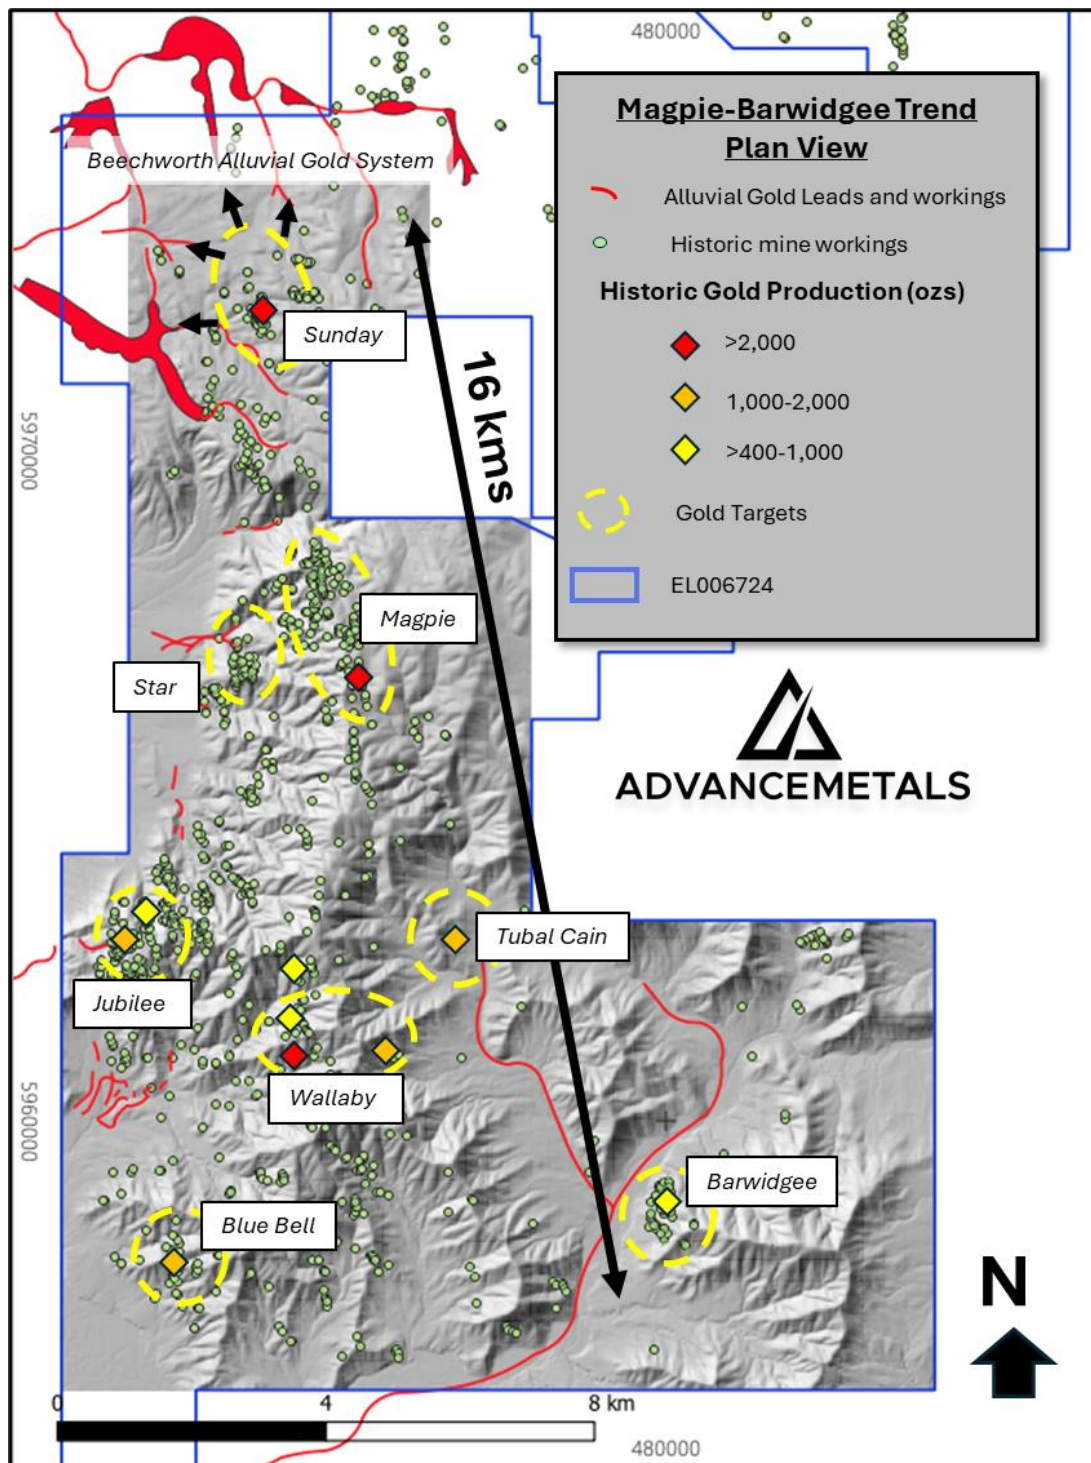 480000
Magpie-Barwidgee Trend
Plan View
Alluvial Gold Leads and workings
Historic mine workings
Historic Gold Production (ozs)
>2,000
1,000-2,000
>400-1,000
Gold Targets
EL006724
Beechworth Alluvial Gold System
Sunday
16 kms
5970000
Magpie
Star
ADVANCEMETALS
Tubal Cain
Jubilee
Wallaby
5960000
Barwidgee
Blue Bell
N
0 4 8 km
480000